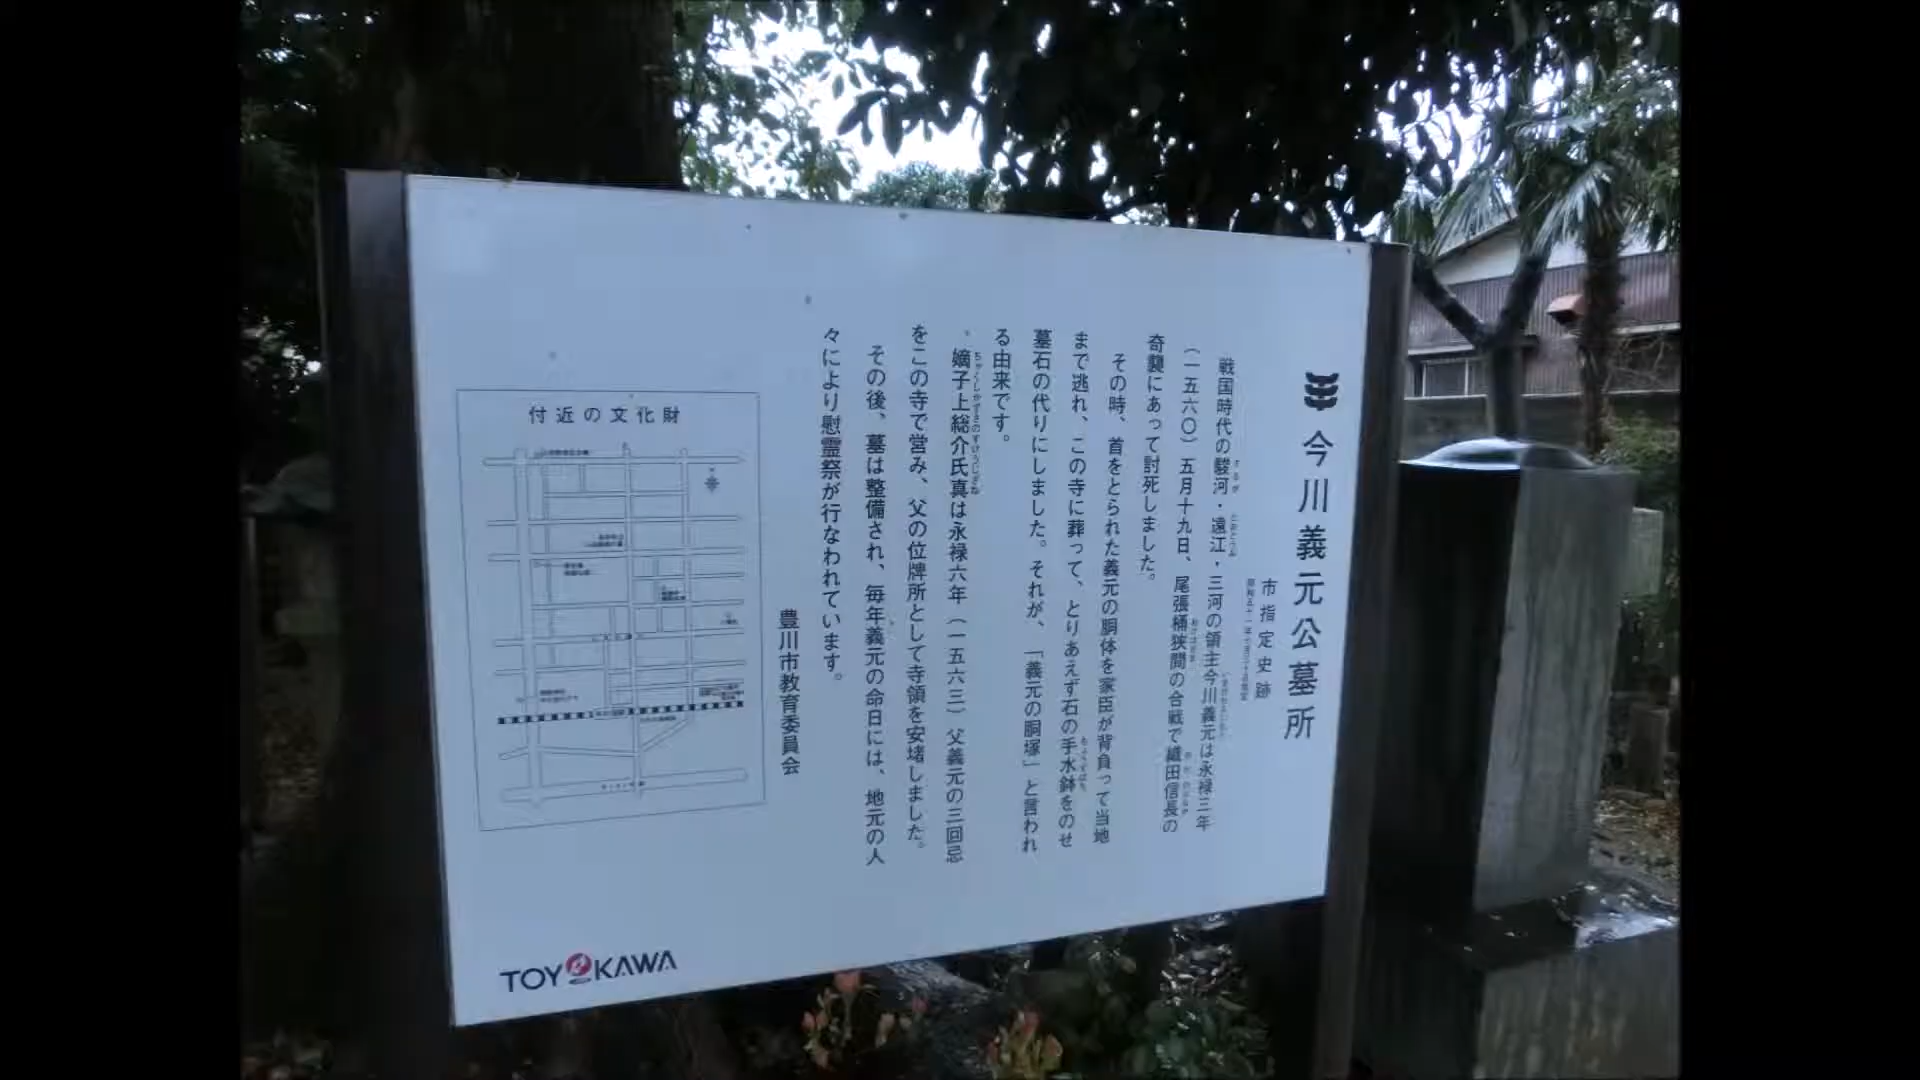 今川義元公墓所
市指定史跡
戦国時代の駿河・遠江・三河の領主今川義元は永禄三年
（一五六〇）五月十九日、尾張桶狭間の合戦で織田信長の
奇襲にあって討死しました。
その時、首をとられた義元の胴体を家臣が背負って当地
まで逃れ、この寺に葬って、とりあえず石の手水鉢をのせ
墓石の代りにしました。それが、「義元の胴塚」と言われ
る由来です。
嫡子上総介氏真は永禄六年（一五六三）父義元の三回忌
をこの寺で営み、父の位牌所として寺領を安堵しました。
その後、墓は整備され、毎年義元の命日には、地元の人
々により慰霊祭が行なわれています。
豊川市教育委員会
付近の文化財
TOYOKAWA